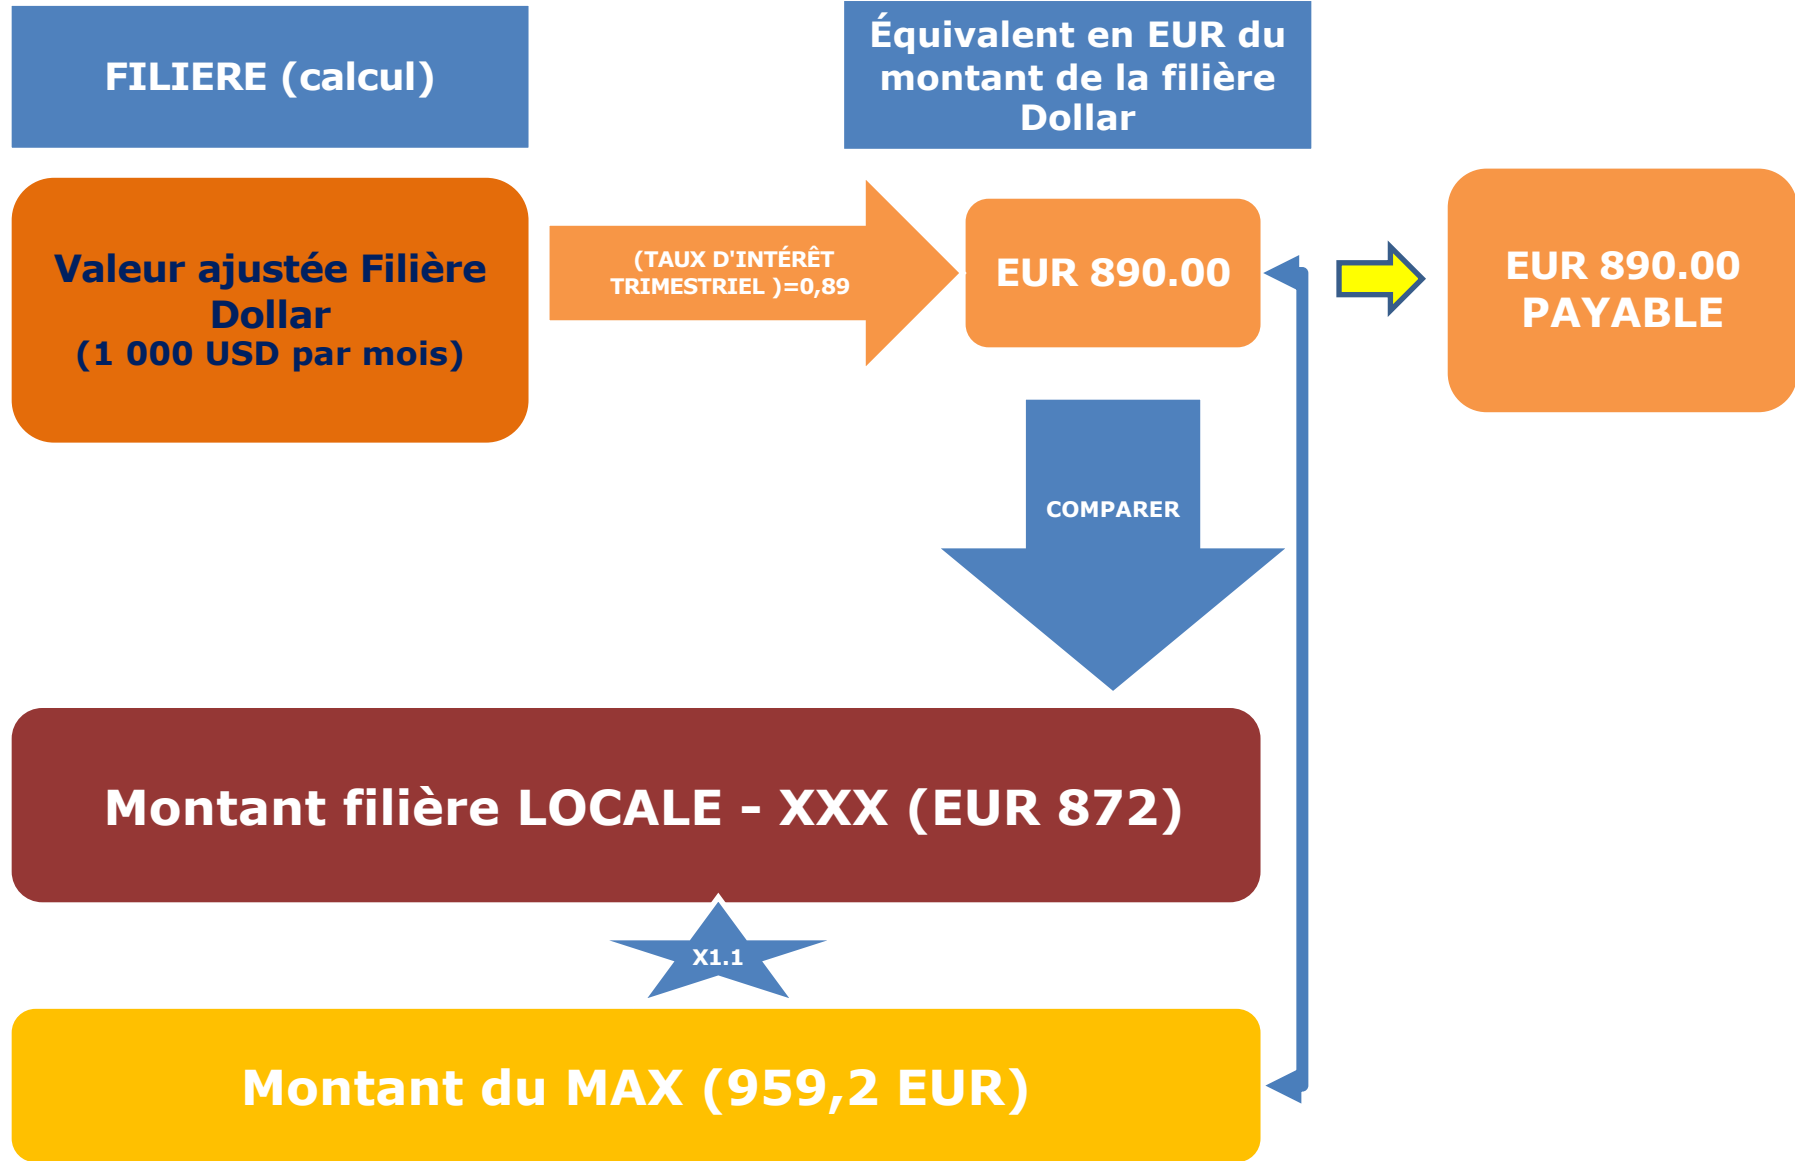 FILIERE (calcul)
Équivalent en EUR du
montant de la filière
Dollar
Valeur ajustée Filière
Dollar
(1 000 USD par mois)
(TAUX D'INTÉRÊT
TRIMESTRIEL )=0,89
EUR 890.00
EUR 890.00
PAYABLE
COMPARER
Montant filière LOCALE - XXX (EUR 872)
X1.1
Montant du MAX (959,2 EUR)